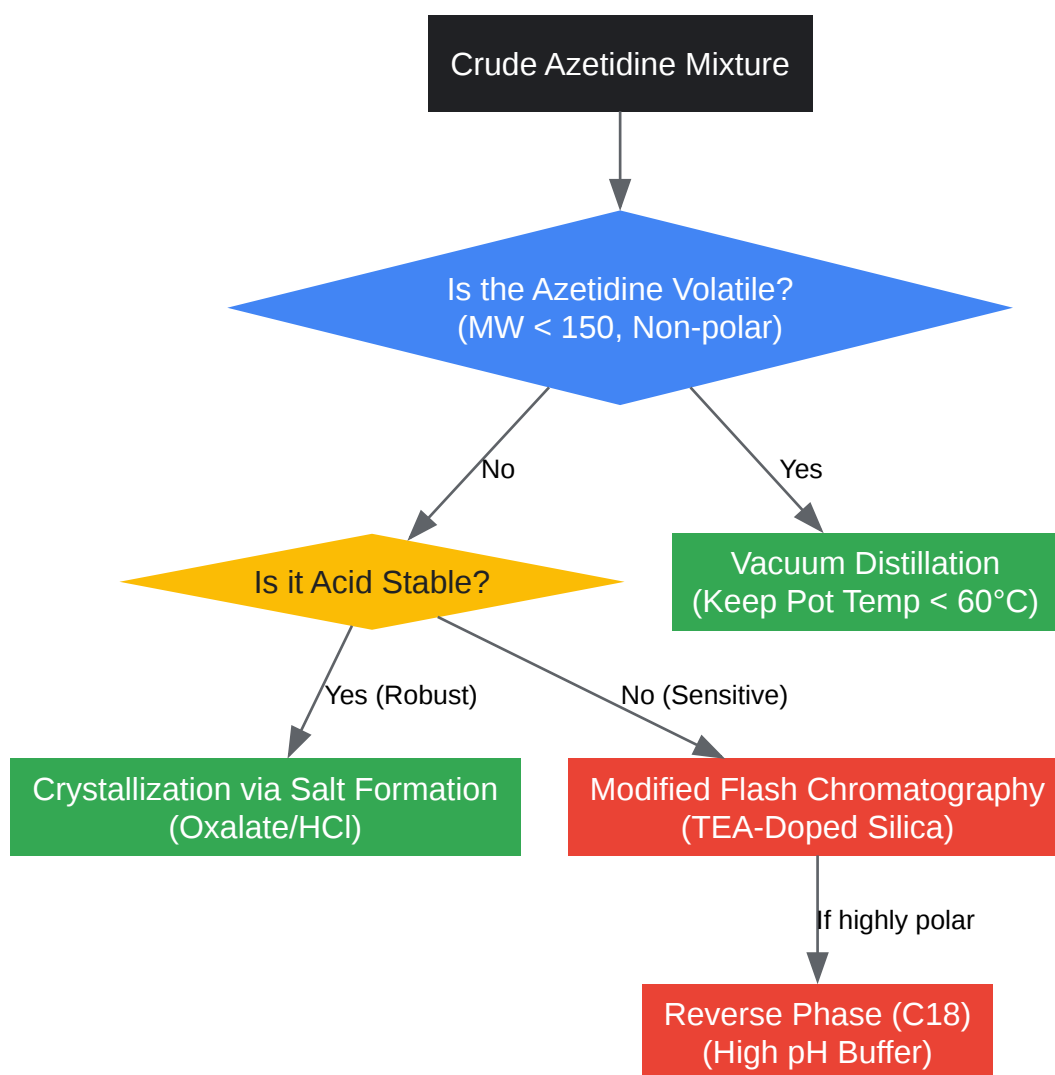 Crude Azetidine Mixture
Is the Azetidine Volatile?
(MW < 150, Non-polar)
No
Yes
Is it Acid Stable?
Vacuum Distillation
(Keep Pot Temp < 60°C)
Yes (Robust)
No (Sensitive)
Crystallization via Salt Formation
(Oxalate/HCl)
Modified Flash Chromatography
(TEA-Doped Silica)
If highly polar
Reverse Phase (C18)
(High pH Buffer)